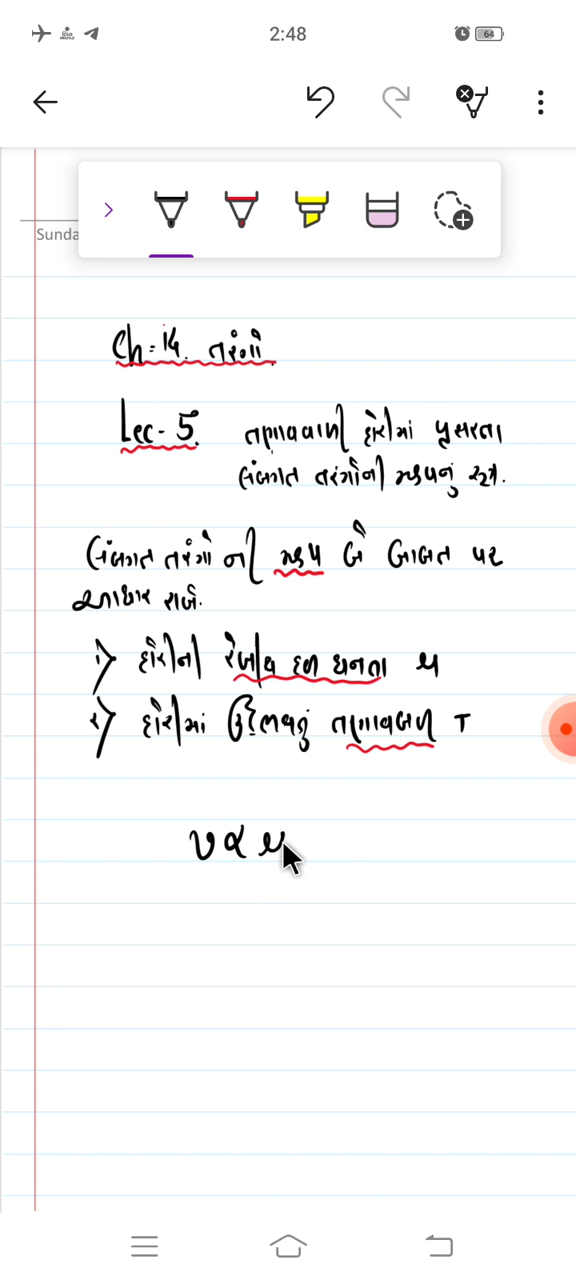 2:48
64
Sunda
Ch-14. તરંગો
Lec-5. તણાવવાળી દોરીમાં પ્રસરતા
લંબગત તરંગોની ઝડપનું સૂત્ર.
લંબગત તરંગો ની ઝડપ બે બાબત પર
આધાર રાખે.
1) દોરીની રેખીય દળ ઘનતા μ
2) દોરીમાં ઉદ્ભવતું તણાવબળ T
v α μ